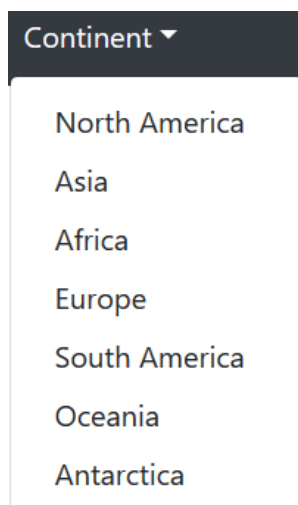 Continent
North America
Asia
Africa
Europe
South America
Oceania
Antarctica